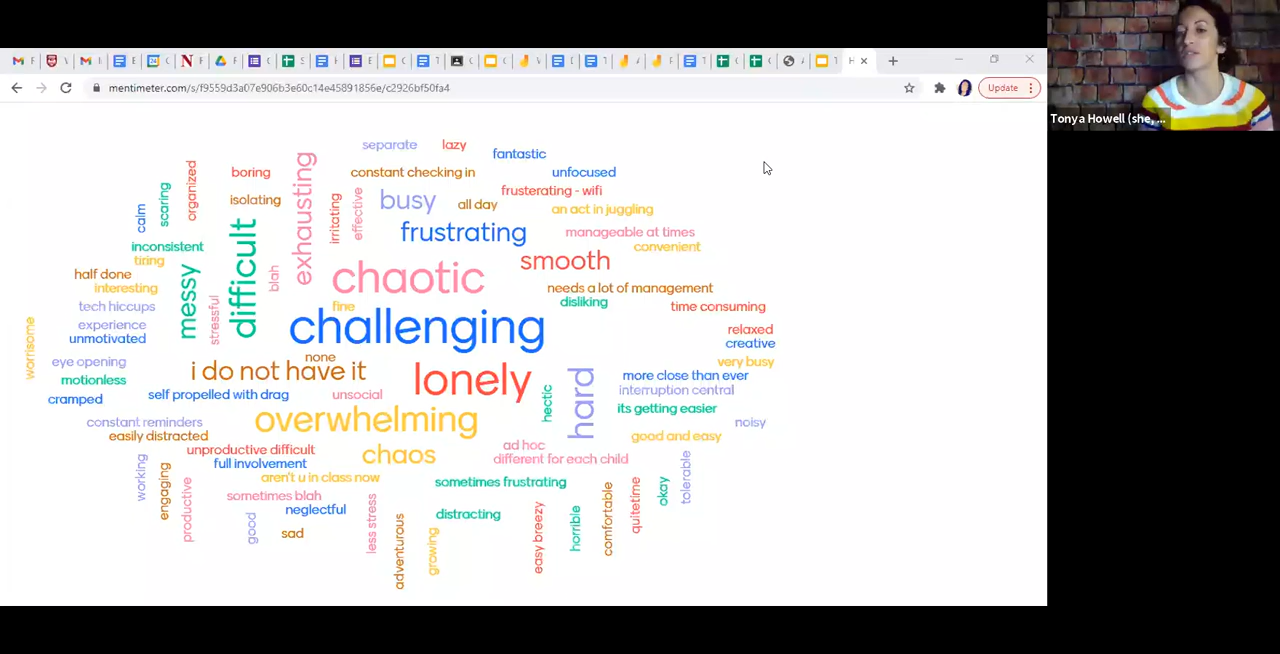 Update
mentimeter.com/s/f9559d3a07e906b3e60c14e45891856e/c2926bf50fa4
Tonya Howell (she, ...
separate
lazy
fantastic
boring
constant checking in
unfocused
organized
scaring
calm
isolating
exhausting
irritating
effective
busy
all day
frusterating - wifi
an act in juggling
frustrating
manageable at times
convenient
inconsistent
tiring
difficult
smooth
half done
interesting
messy
blah
chaotic
needs a lot of management
disliking
tech hiccups
stressful
fine
time consuming
experience
unmotivated
challenging
relaxed
creative
worrisome
eye opening
none
very busy
i do not have it
lonely
more close than ever
motionless
hard
interruption central
cramped
self propelled with drag
unsocial
hectic
its getting easier
constant reminders
overwhelming
noisy
easily distracted
good and easy
unproductive difficult
chaos
ad hoc
full involvement
different for each child
working
engaging
productive
aren't u in class now
sometimes frustrating
tolerable
okay
quitetime
comfortable
sometimes blah
neglectful
less stress
distracting
good
sad
adventurous
growing
easy breezy
horrible